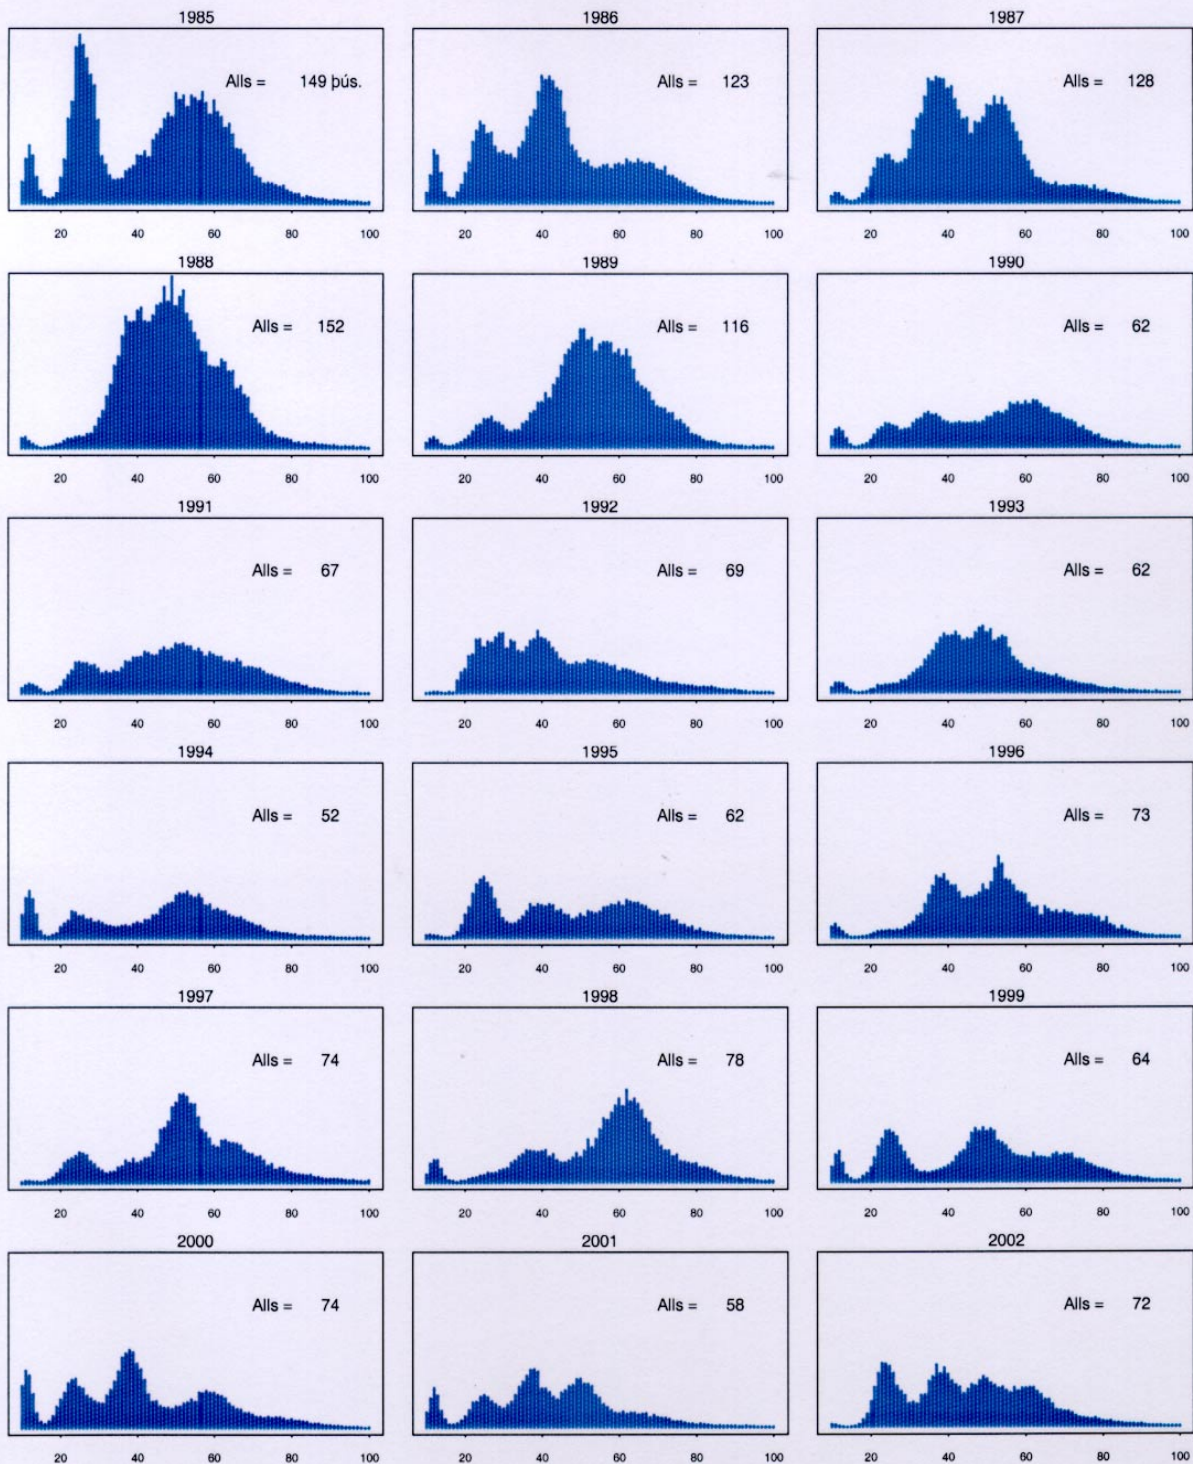 1985 1986 1987
Alls = 149 þús. Alls = 123 Alls = 128
20 40 60 80 100 20 40 60 80 100 20 40 60 80 100
1988 1989 1990
Alls = 152 Alls = 116 Alls = 62
20 40 60 80 100 20 40 60 80 100 20 40 60 80 100
1991 1992 1993
Alls = 67 Alls = 69 Alls = 62
20 40 60 80 100 20 40 60 80 100 20 40 60 80 100
1994 1995 1996
Alls = 52 Alls = 62 Alls = 73
20 40 60 80 100 20 40 60 80 100 20 40 60 80 100
1997 1998 1999
Alls = 74 Alls = 78 Alls = 64
20 40 60 80 100 20 40 60 80 100 20 40 60 80 100
2000 2001 2002
Alls = 74 Alls = 58 Alls = 72
20 40 60 80 100 20 40 60 80 100 20 40 60 80 100